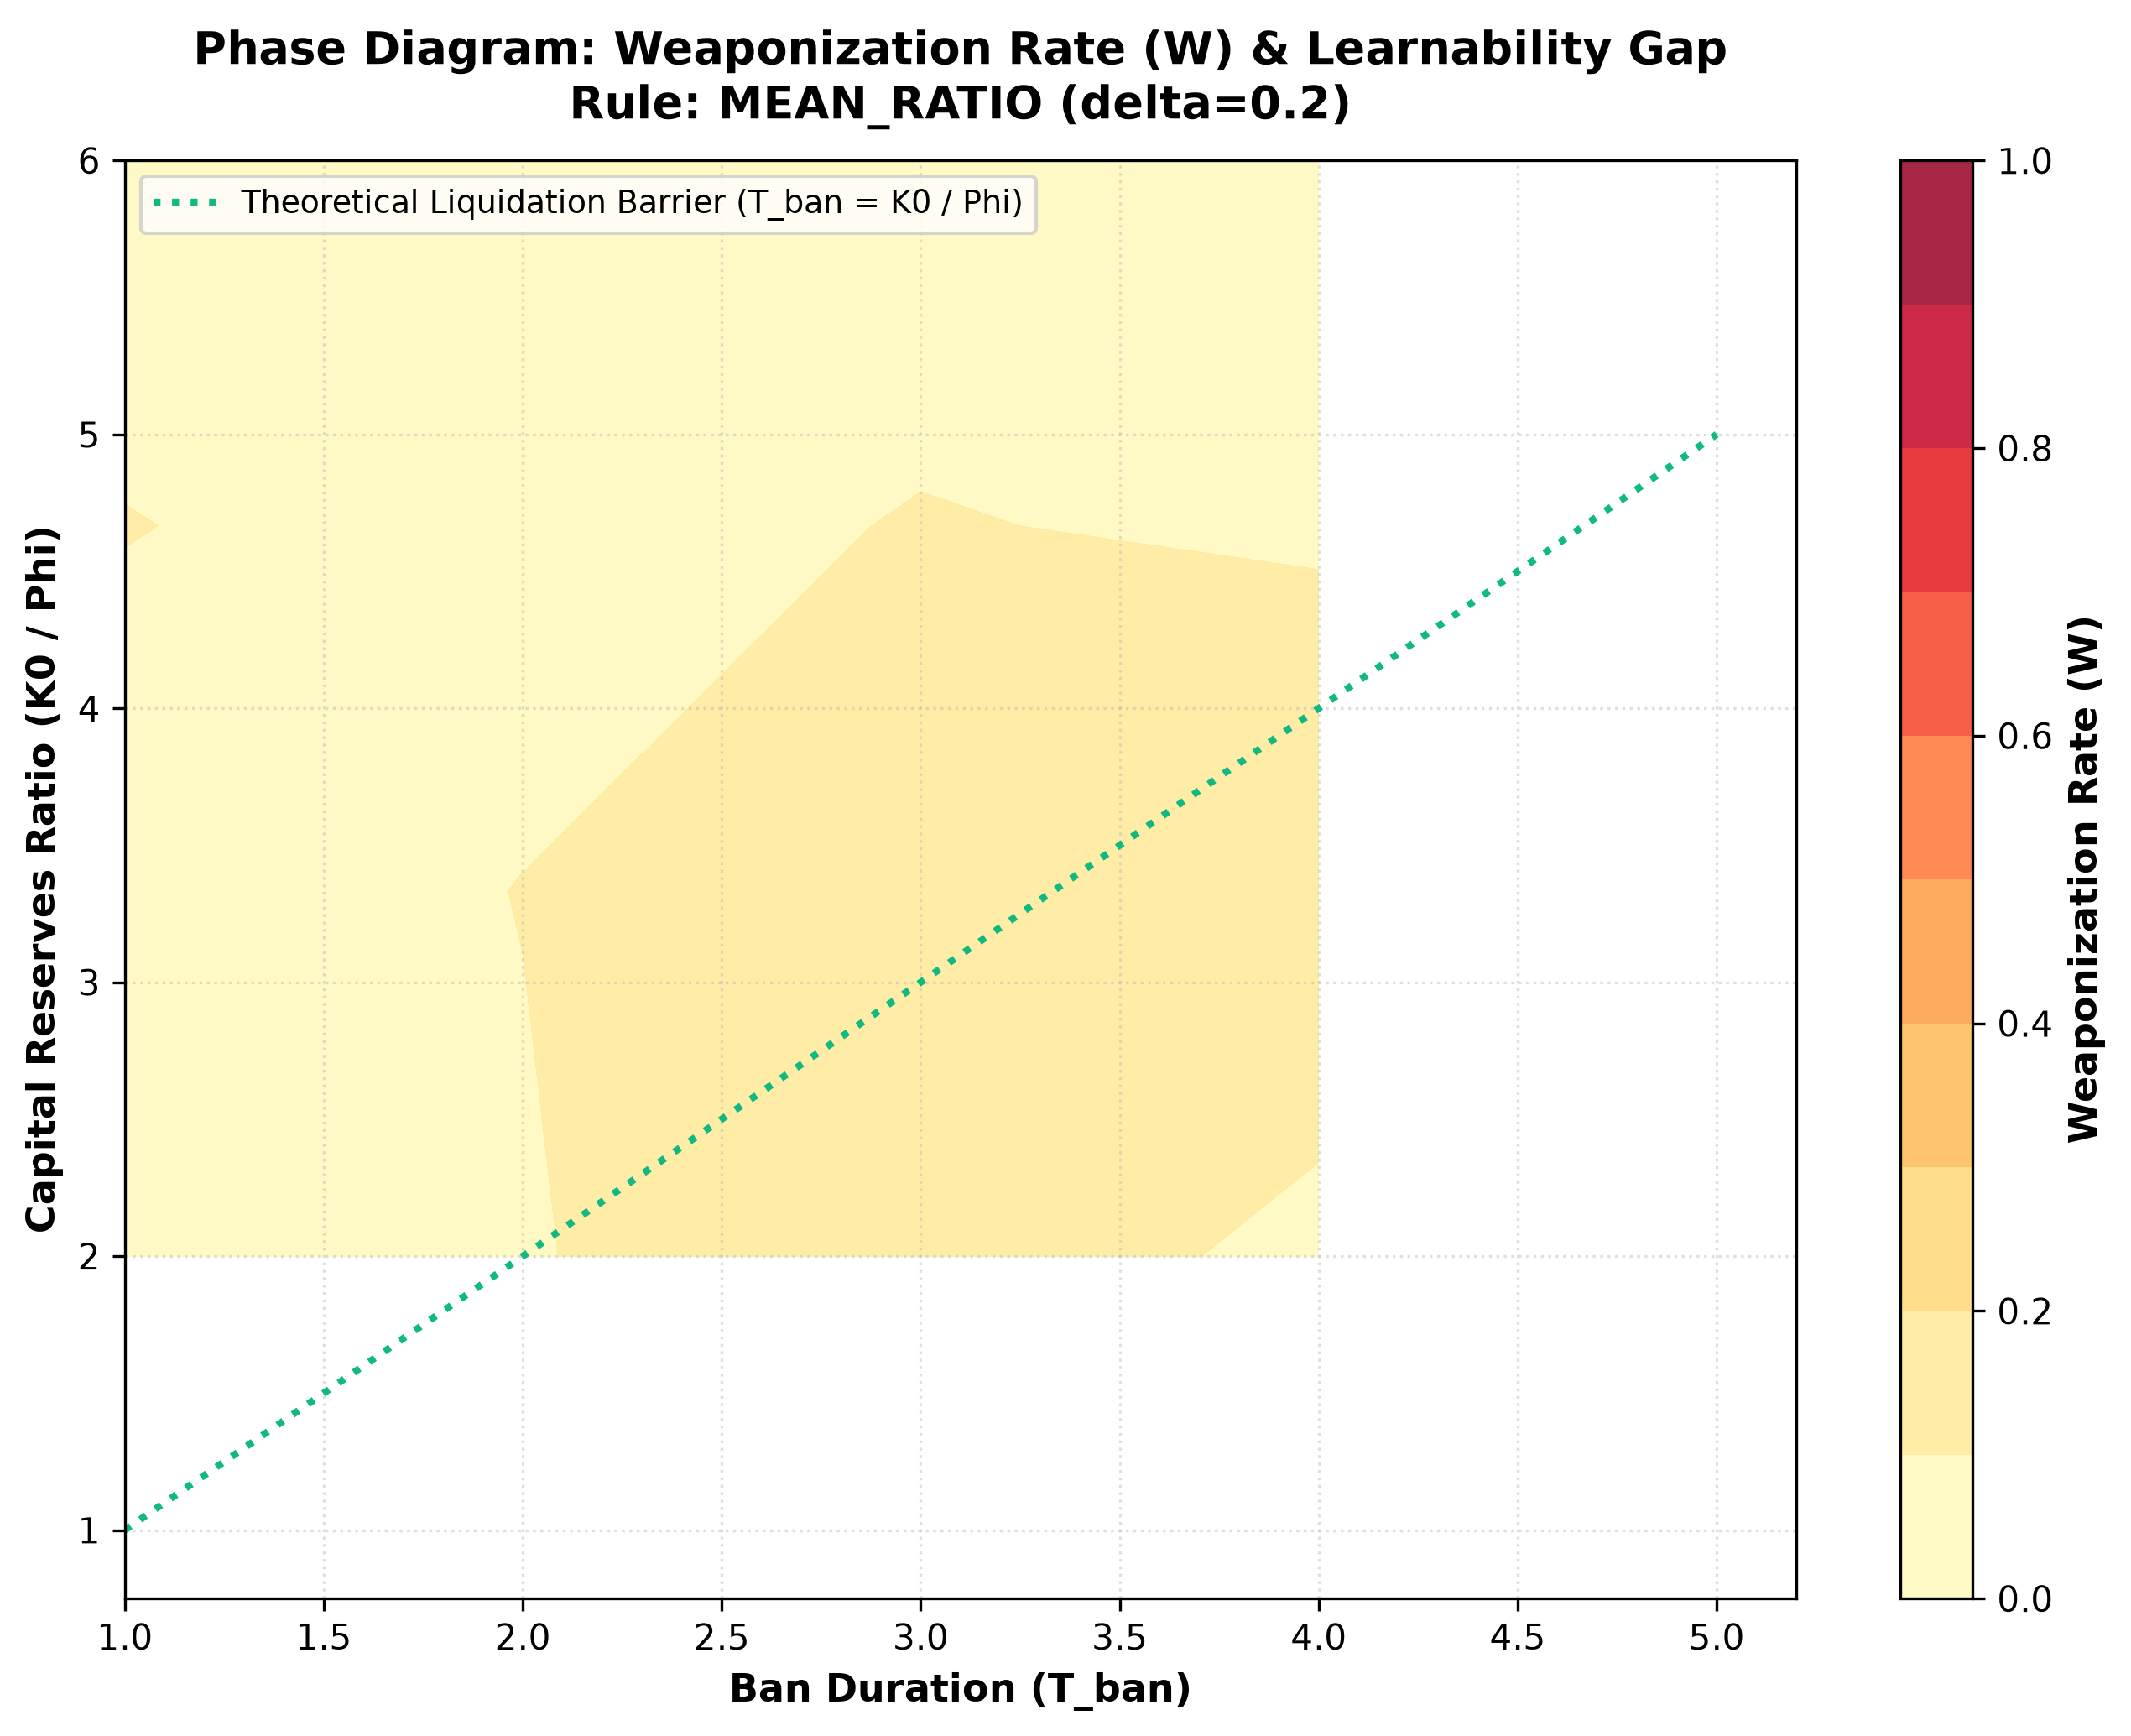 Phase Diagram: Weaponization Rate (W) & Learnability Gap
Rule: MEAN_RATIO (delta=0.2)
Theoretical Liquidation Barrier (T_ban = K0 / Phi)
Capital Reserves Ratio (K0 / Phi)
6
5
4
3
2
1
1.0 1.5 2.0 2.5 3.0 3.5 4.0 4.5 5.0
Ban Duration (T_ban)
1.0
0.8
0.6
0.4
0.2
0.0
Weaponization Rate (W)